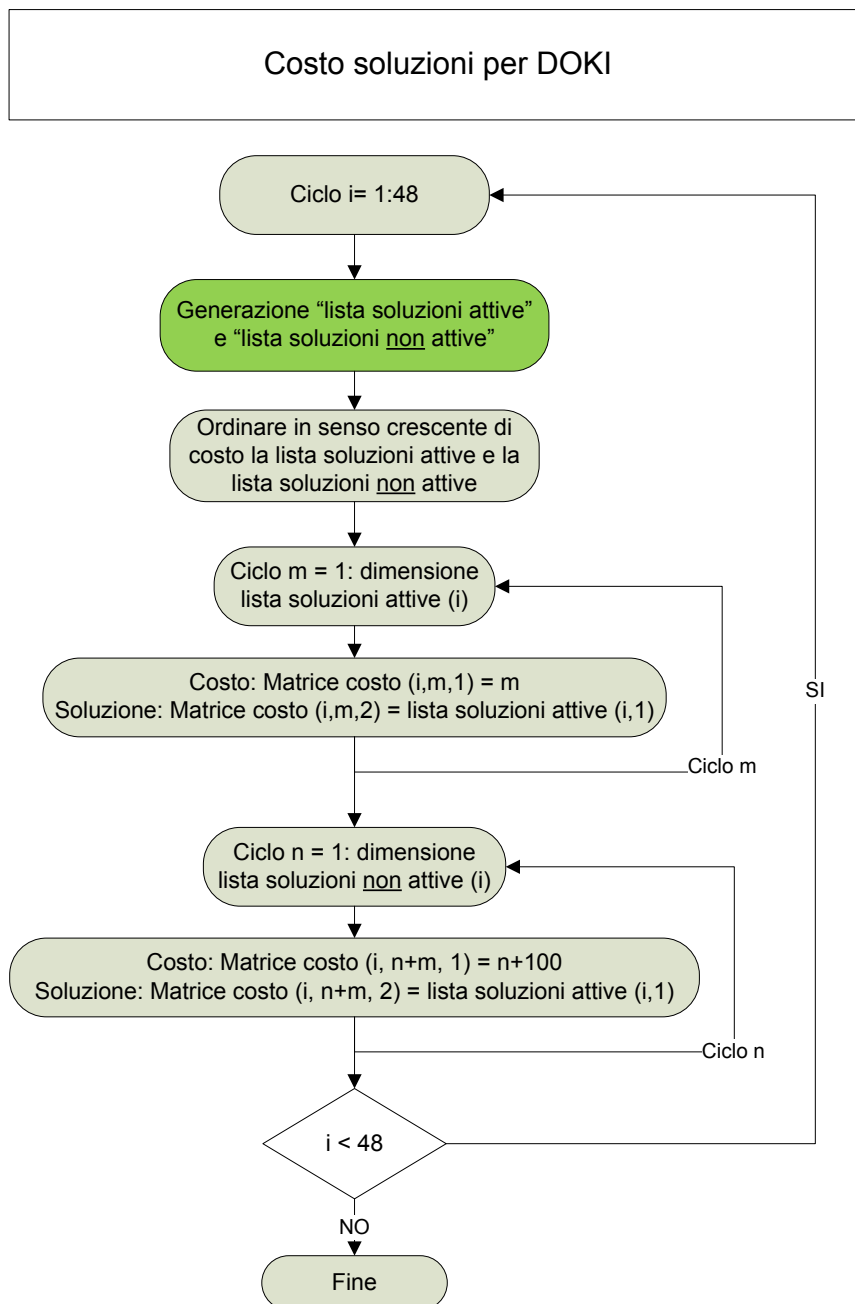 Costo soluzioni per DOKI
Ciclo i= 1:48
Generazione “lista soluzioni attive”
e “lista soluzioni non attive”
Ordinare in senso crescente di
costo la lista soluzioni attive e la
lista soluzioni non attive
Ciclo m = 1: dimensione
lista soluzioni attive (i)
Costo: Matrice costo (i,m,1) = m
Soluzione: Matrice costo (i,m,2) = lista soluzioni attive (i,1)
SI
Ciclo m
Ciclo n = 1: dimensione
lista soluzioni non attive (i)
Costo: Matrice costo (i, n+m, 1) = n+100
Soluzione: Matrice costo (i, n+m, 2) = lista soluzioni attive (i,1)
Ciclo n
i < 48
NO
Fine